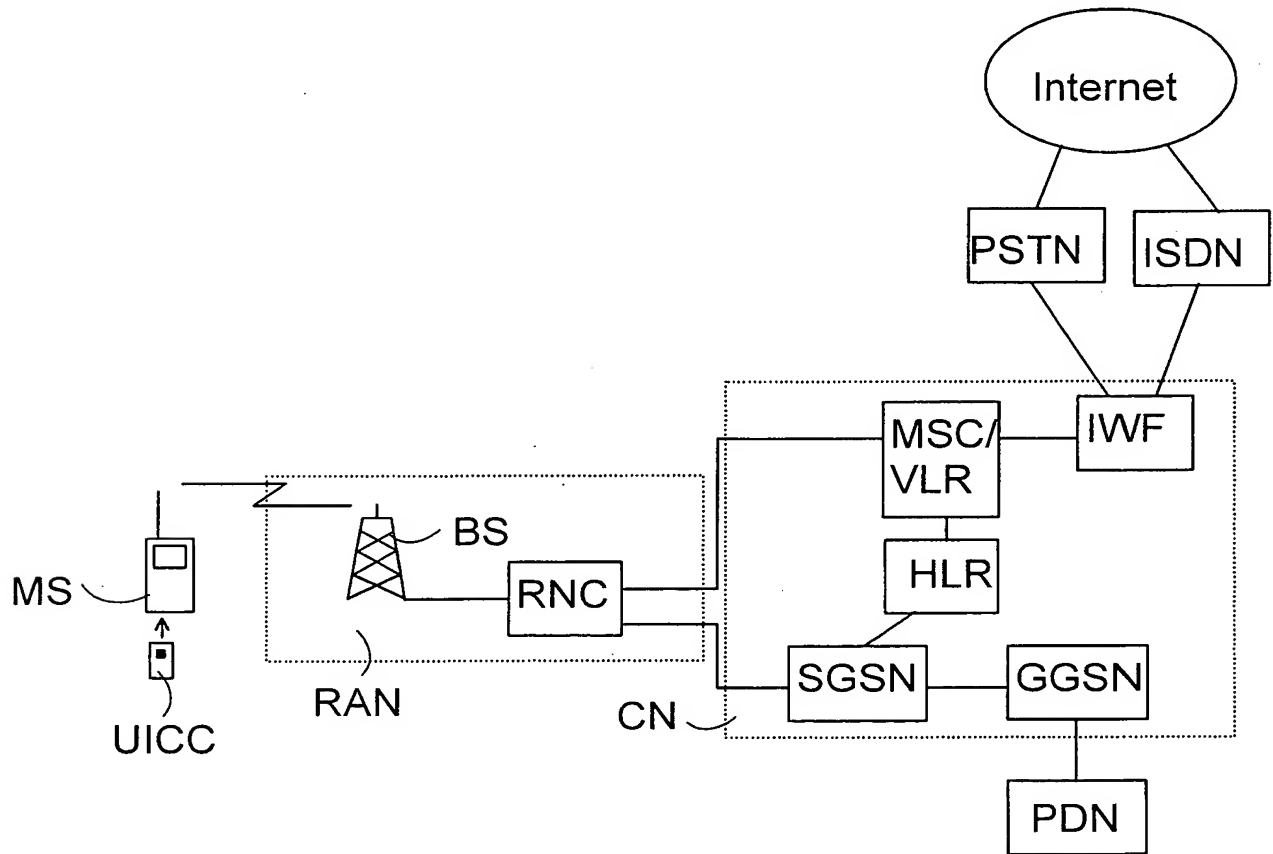 Internet
PSTN
ISDN
MSC/
VLR
IWF
BS
HLR
MS
RNC
SGSN
GGSN
RAN
CN
UICC
PDN